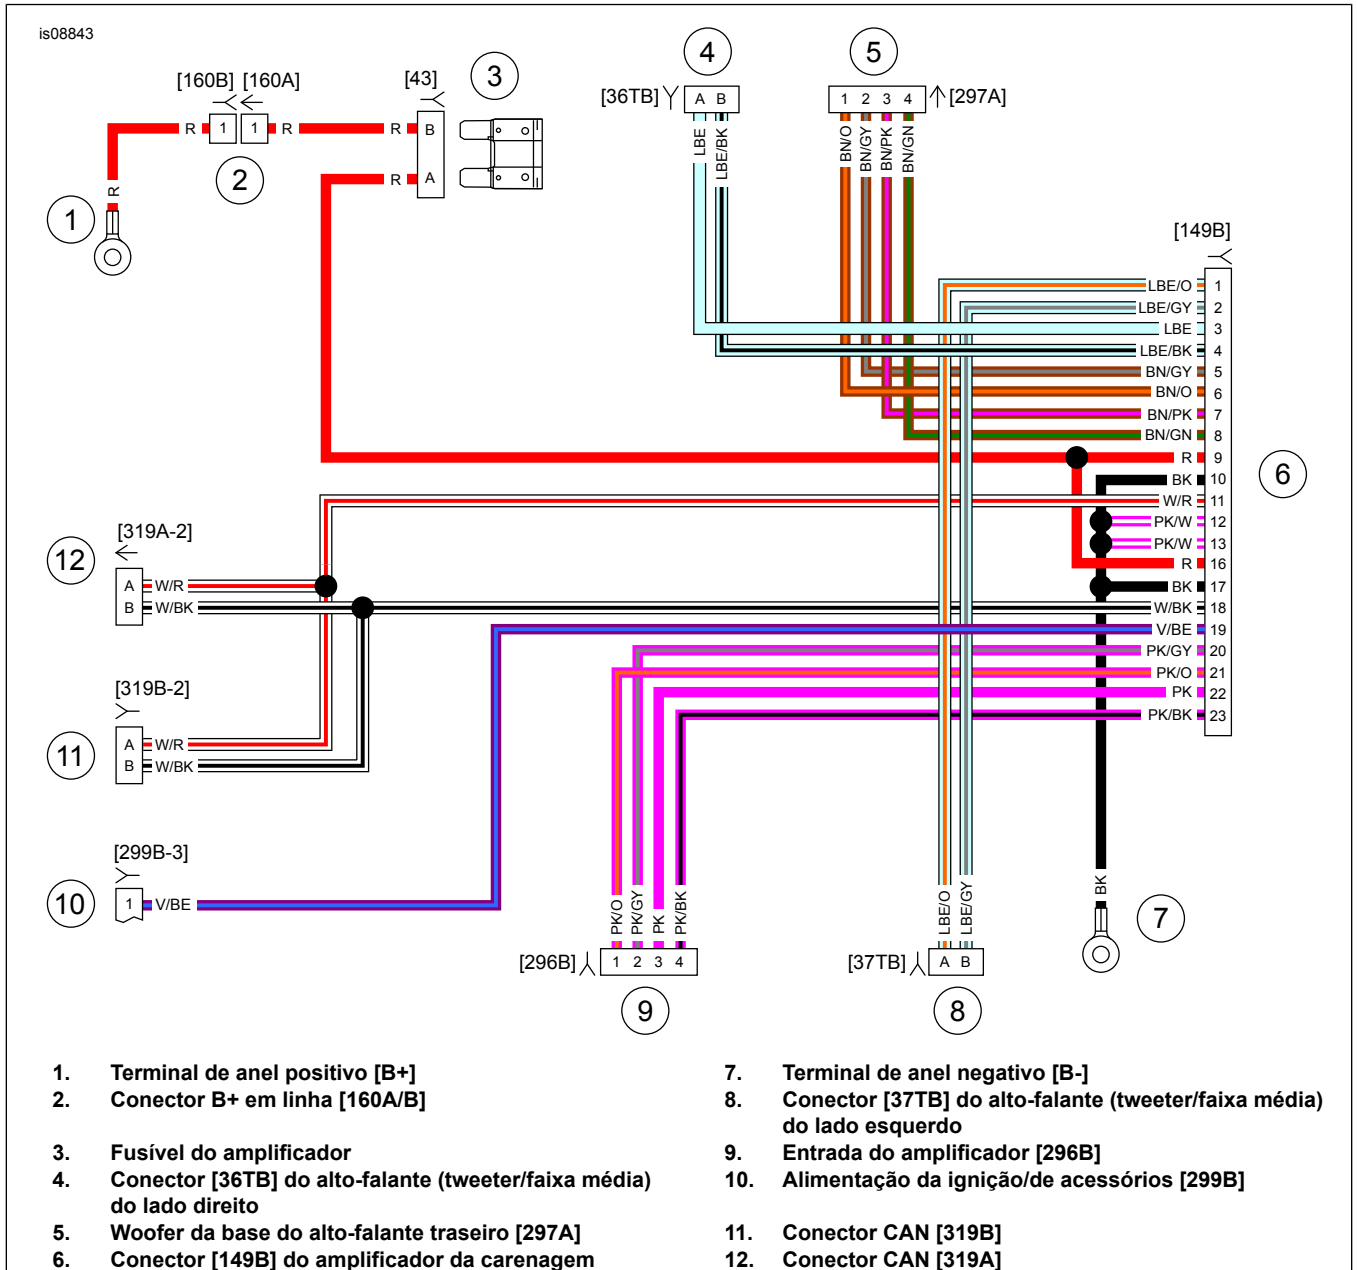 is08843
[160B] [160A]
[43]
3
4
5
[36TB]
A B
1 2 3 4
[297A]
R
1
1
R
R
B
LBE
LBE/BK
BN/O
BN/GY
BN/PK
BN/GN
2
R
A
R
1
[149B]
LBE/O 1
LBE/GY 2
LBE 3
LBE/BK 4
BN/GY 5
BN/O 6
BN/PK 7
BN/GN 8
R 9
BK 10
W/R 11
PK/W 12
PK/W 13
R 16
BK 17
W/BK 18
V/BE 19
PK/GY 20
PK/O 21
PK 22
PK/BK 23
6
[319A-2]
12
A W/R
B W/BK
[319B-2]
11
A W/R
B W/BK
[299B-3]
10
1 V/BE
PK/O
PK/GY
PK
PK/BK
LBE/O
LBE/GY
BK
7
[296B]
1 2 3 4
[37TB]
A B
9
8
1. Terminal de anel positivo [B+]
2. Conector B+ em linha [160A/B]
3. Fusível do amplificador
4. Conector [36TB] do alto-falante (tweeter/faixa média)
do lado direito
5. Woofer da base do alto-falante traseiro [297A]
6. Conector [149B] do amplificador da carenagem
7. Terminal de anel negativo [B-]
8. Conector [37TB] do alto-falante (tweeter/faixa média)
do lado esquerdo
9. Entrada do amplificador [296B]
10. Alimentação da ignição/de acessórios [299B]
11. Conector CAN [319B]
12. Conector CAN [319A]